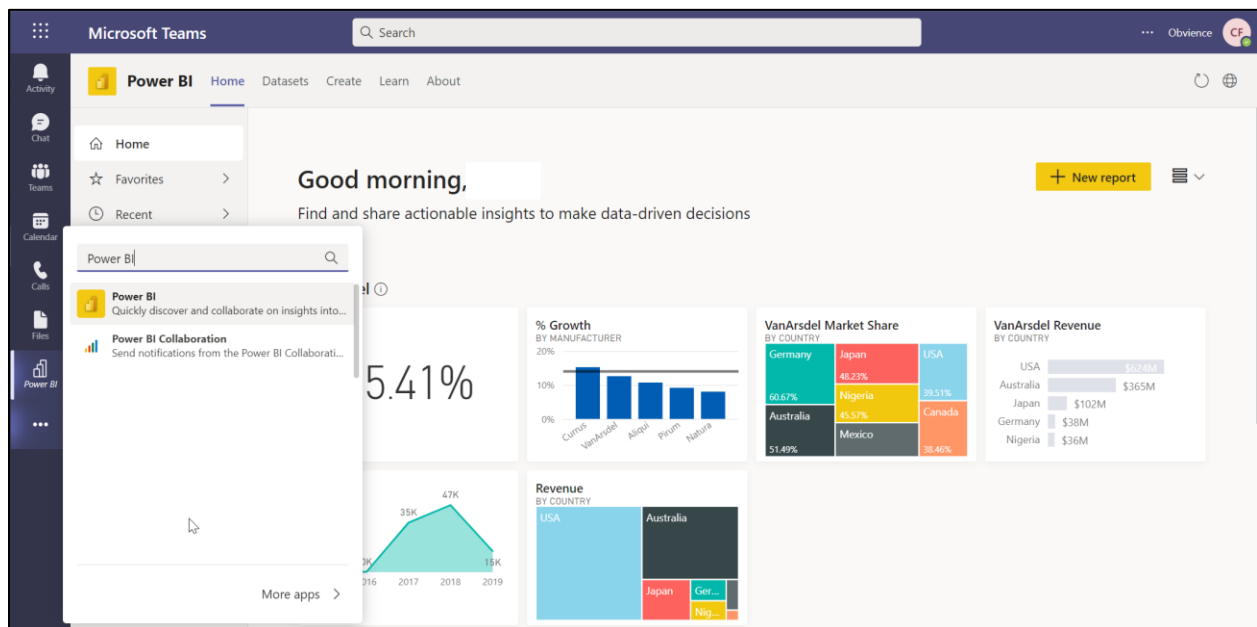 Microsoft Teams
Search
Obvience
CF
Activity
Chat
Teams
Calendar
Calls
Files
Power BI
Power BI Home Datasets Create Learn About
Home
Favorites
Recent
Good morning,
Find and share actionable insights to make data-driven decisions
New report
Power BI
Power BI
Quickly discover and collaborate on insights into...
Power BI Collaboration
Send notifications from the Power BI Collaborati...
More apps
5.41%
% Growth
BY MANUFACTURER
20%
10%
0%
Currus
VanArsdel
Aliqui
Pirum
Natura
VanArsdel Market Share
BY COUNTRY
Germany
60.67%
Australia
51.49%
Japan
48.23%
Nigeria
45.57%
Mexico
USA
39.51%
Canada
38.46%
VanArsdel Revenue
BY COUNTRY
USA $624M
Australia $365M
Japan $102M
Germany $38M
Nigeria $36M
35K
47K
15K
2017
2018
2019
Revenue
BY COUNTRY
USA
Australia
Japan
Ger...
Nig...